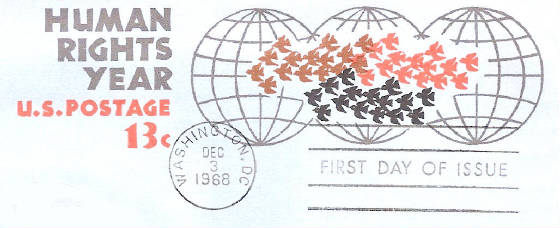 HUMAN
RIGHTS
YEAR
U.S. POSTAGE
13c
WASHINGTON, DC
DEC
3
1968
FIRST DAY OF ISSUE